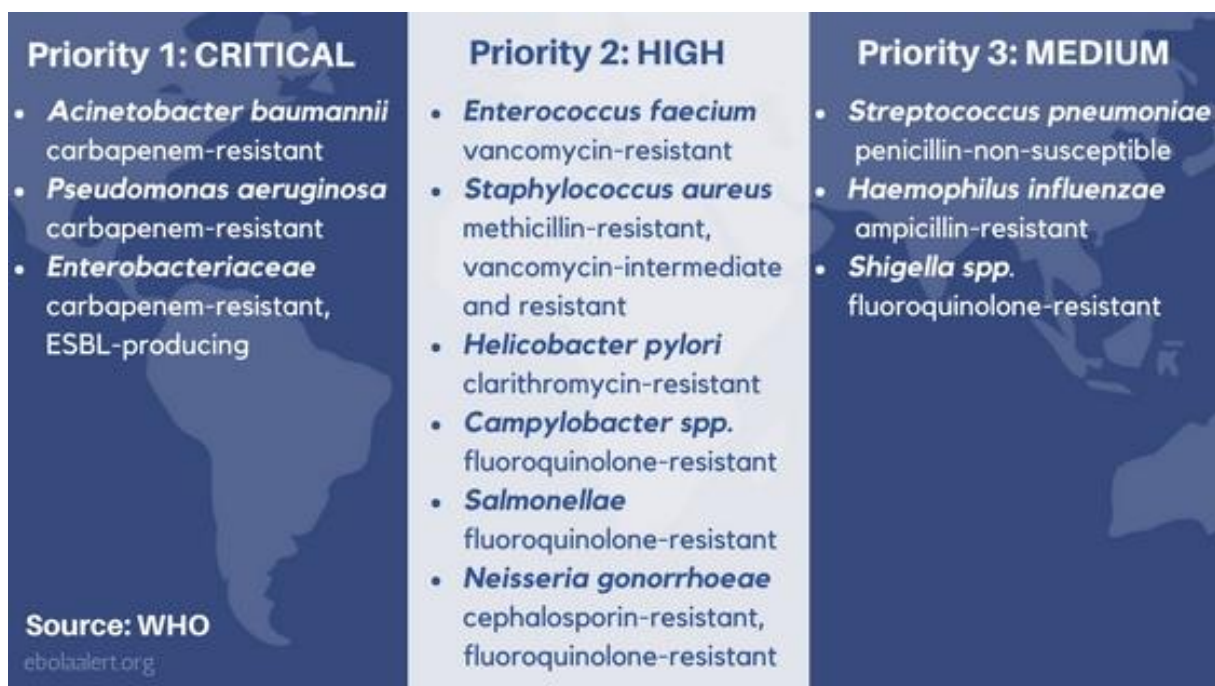 Priority 1: CRITICAL
• Acinetobacter baumannii
carbapenem-resistant
• Pseudomonas aeruginosa
carbapenem-resistant
• Enterobacteriaceae
carbapenem-resistant,
ESBL-producing
Source: WHO
ebolaalert.org
Priority 2: HIGH
• Enterococcus faecium
vancomycin-resistant
• Staphylococcus aureus
methicillin-resistant,
vancomycin-intermediate
and resistant
• Helicobacter pylori
clarithromycin-resistant
• Campylobacter spp.
fluoroquinolone-resistant
• Salmonellae
fluoroquinolone-resistant
• Neisseria gonorrhoeae
cephalosporin-resistant,
fluoroquinolone-resistant
Priority 3: MEDIUM
• Streptococcus pneumoniae
penicillin-non-susceptible
• Haemophilus influenzae
ampicillin-resistant
• Shigella spp.
fluoroquinolone-resistant